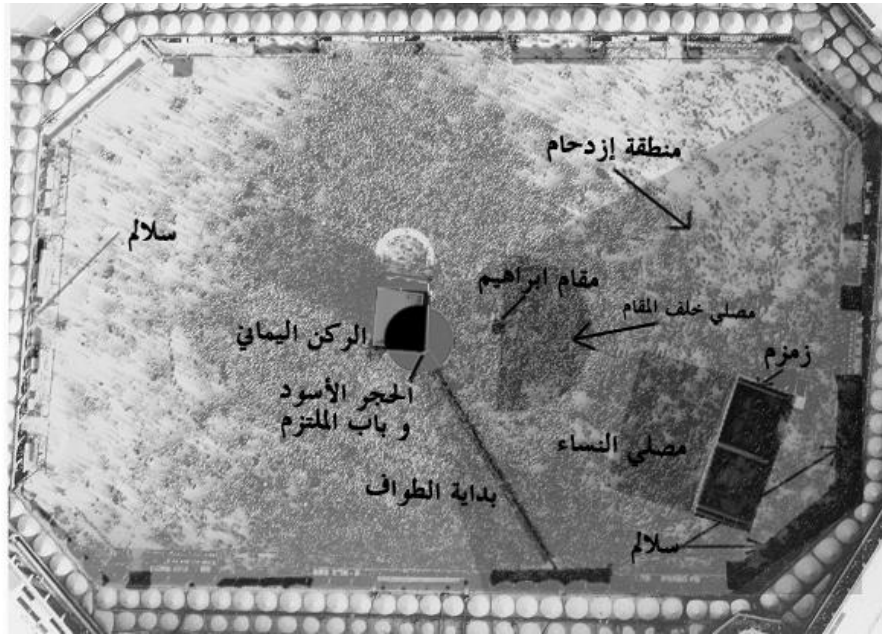 منطقة إزدحام
سلالم
مقام ابراهيم
مصلي خلف المقام
الركن اليماني
زمزم
الحجر الأسود
و باب الملتزم
مصلي النساء
بداية الطواف
سلالم